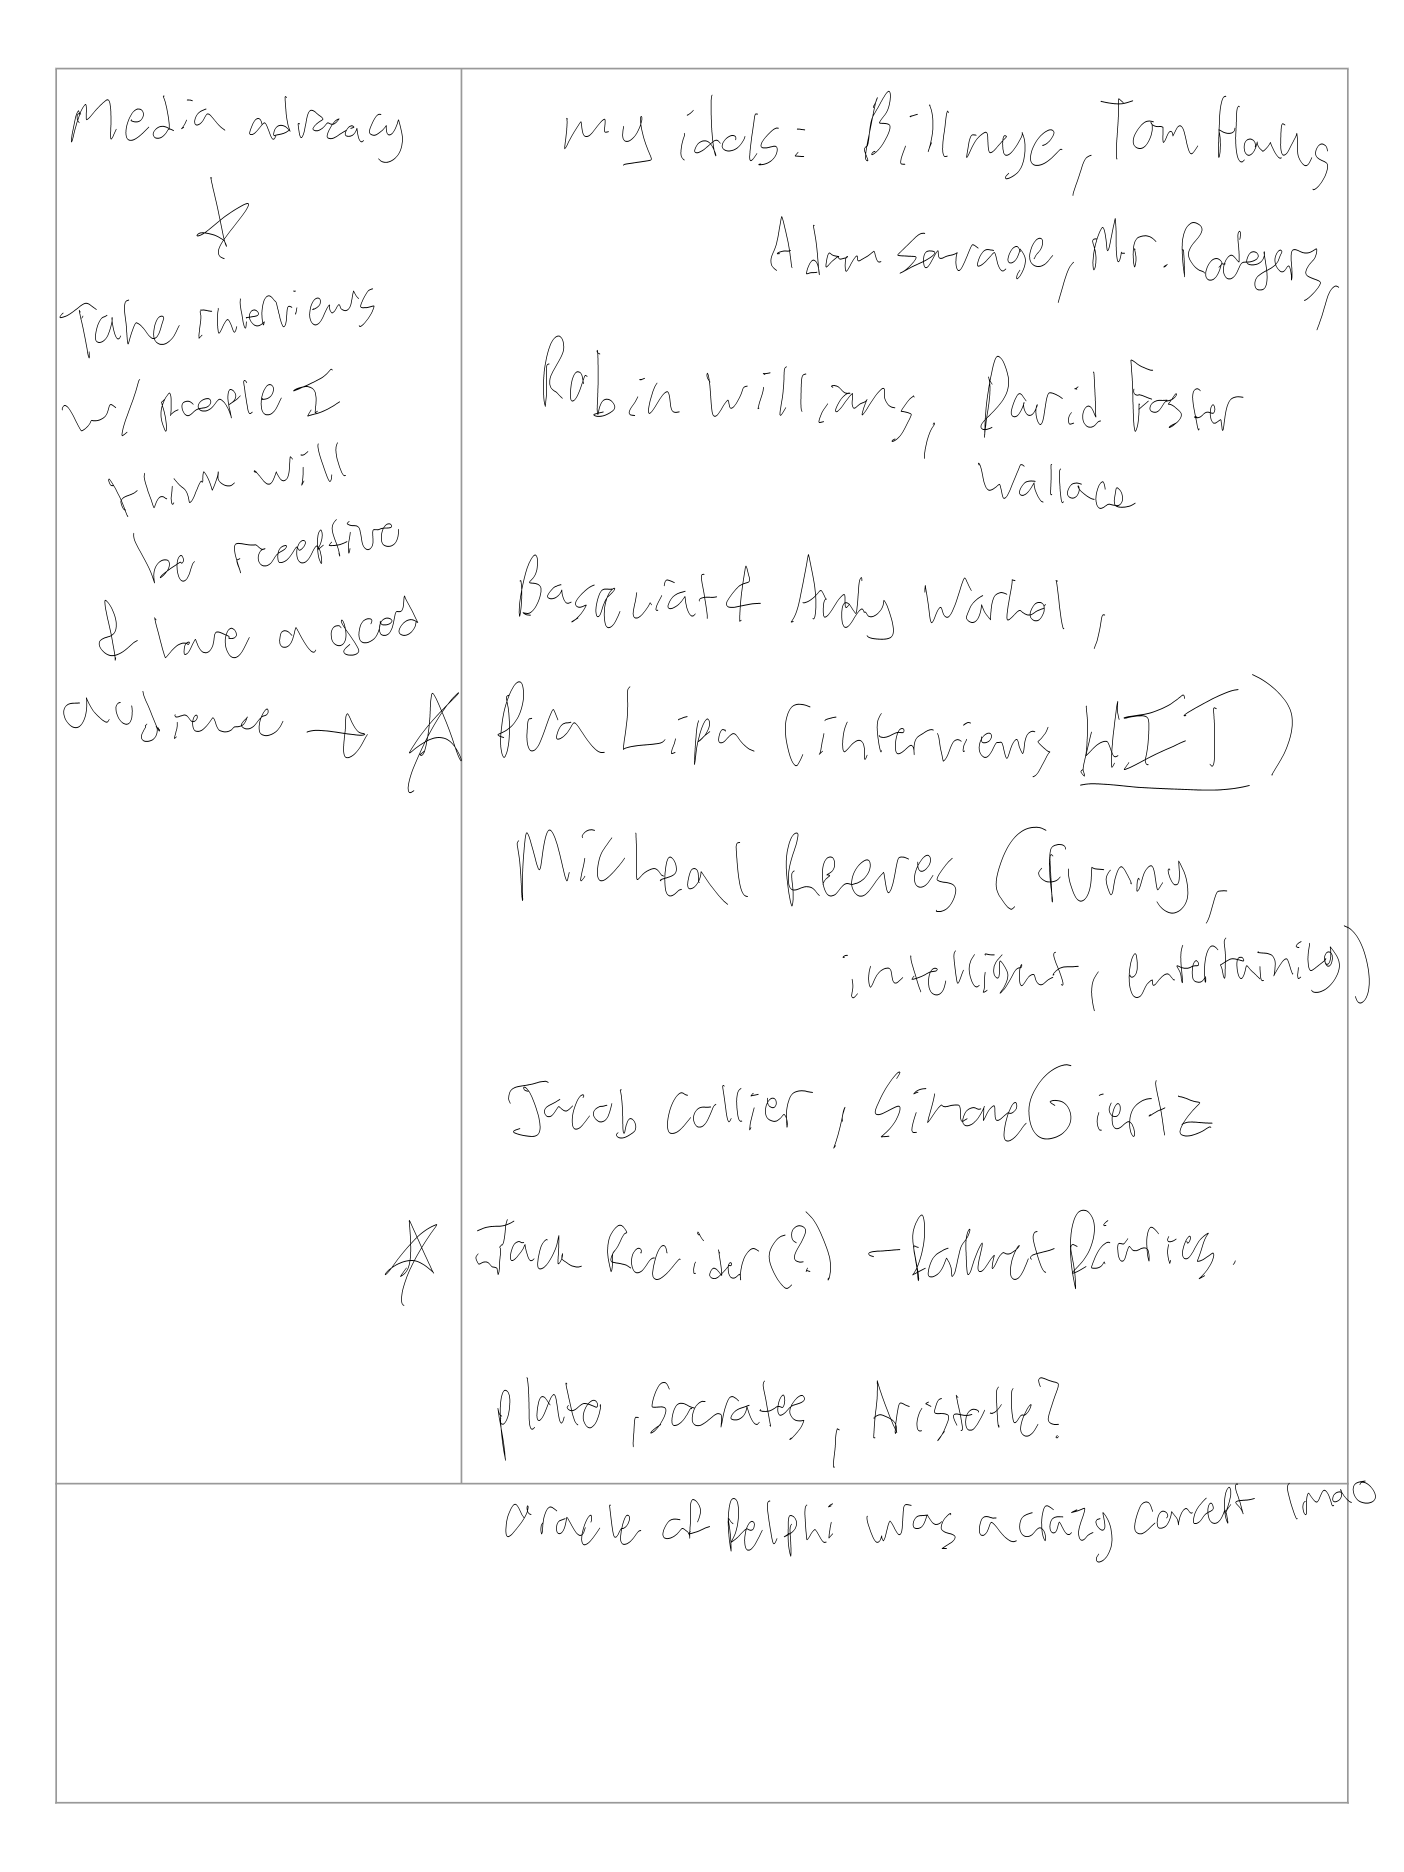 Media advocacy
Take interviews
w/ people I
think will
be receptive
& have a good
audience →
my idols: Bill nye, Tom Hanks
Adam Savage, Mr. Rodgers,
Robin Williams, David Foster
Wallace
Basquiat & Andy Warhol,
Dua Lipa (interviews HIT)
Micheal Reeves (funny,
intelligent, entertaining)
Jacob Collier, Simone Giertz
Jack Recider(?) - Darknet Diaries.
plato, Socrates, Aristotle?
oracle of Delphi was a crazy concept lmao